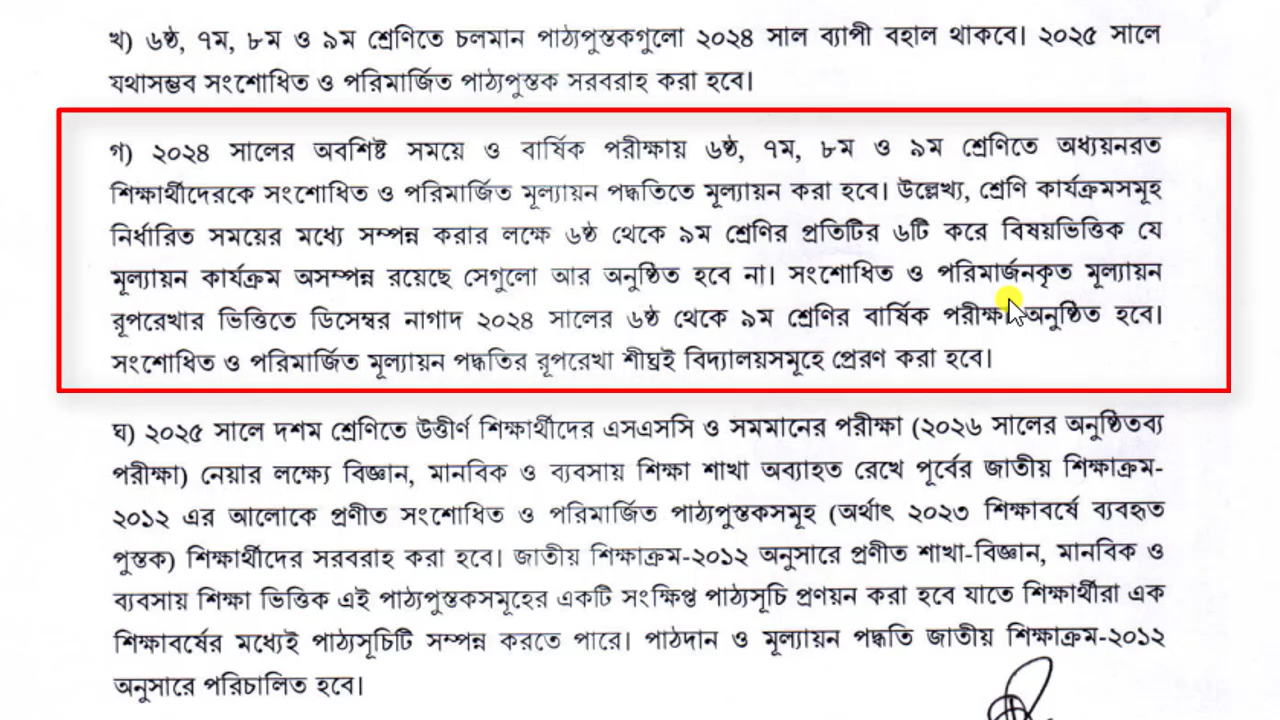 খ) ৬ষ্ঠ, ৭ম, ৮ম ও ৯ম শ্রেণিতে চলমান পাঠ্যপুস্তকগুলো ২০২৪ সাল ব্যাপী বহাল থাকবে। ২০২৫ সালে
যথাসম্ভব সংশোধিত ও পরিমার্জিত পাঠ্যপুস্তক সরবরাহ করা হবে।
গ) ২০২৪ সালের অবশিষ্ট সময়ে ও বার্ষিক পরীক্ষায় ৬ষ্ঠ, ৭ম, ৮ম ও ৯ম শ্রেণিতে অধ্যয়নরত
শিক্ষার্থীদেরকে সংশোধিত ও পরিমার্জিত মূল্যায়ন পদ্ধতিতে মূল্যায়ন করা হবে। উল্লেখ্য, শ্রেণি কার্যক্রমসমূহ
নির্ধারিত সময়ের মধ্যে সম্পন্ন করার লক্ষে ৬ষ্ঠ থেকে ৯ম শ্রেণির প্রতিটির ৬টি করে বিষয়ভিত্তিক যে
মূল্যায়ন কার্যক্রম অসম্পন্ন রয়েছে সেগুলো আর অনুষ্ঠিত হবে না। সংশোধিত ও পরিমার্জনকৃত মূল্যায়ন
রূপরেখার ভিত্তিতে ডিসেম্বর নাগাদ ২০২৪ সালের ৬ষ্ঠ থেকে ৯ম শ্রেণির বার্ষিক পরীক্ষা অনুষ্ঠিত হবে।
সংশোধিত ও পরিমার্জিত মূল্যায়ন পদ্ধতির রূপরেখা শীঘ্রই বিদ্যালয়সমূহে প্রেরণ করা হবে।
ঘ) ২০২৫ সালে দশম শ্রেণিতে উত্তীর্ণ শিক্ষার্থীদের এসএসসি ও সমমানের পরীক্ষা (২০২৬ সালের অনুষ্ঠিতব্য
পরীক্ষা) নেয়ার লক্ষ্যে বিজ্ঞান, মানবিক ও ব্যবসায় শিক্ষা শাখা অব্যাহত রেখে পূর্বের জাতীয় শিক্ষাক্রম-
২০১২ এর আলোকে প্রণীত সংশোধিত ও পরিমার্জিত পাঠ্যপুস্তকসমূহ (অর্থাৎ ২০২৩ শিক্ষাবর্ষে ব্যবহৃত
পুস্তক) শিক্ষার্থীদের সরবরাহ করা হবে। জাতীয় শিক্ষাক্রম-২০১২ অনুসারে প্রণীত শাখা-বিজ্ঞান, মানবিক ও
ব্যবসায় শিক্ষা ভিত্তিক এই পাঠ্যপুস্তকসমূহের একটি সংক্ষিপ্ত পাঠ্যসূচি প্রণয়ন করা হবে যাতে শিক্ষার্থীরা এক
শিক্ষাবর্ষের মধ্যেই পাঠ্যসূচিটি সম্পন্ন করতে পারে। পাঠদান ও মূল্যায়ন পদ্ধতি জাতীয় শিক্ষাক্রম-২০১২
অনুসারে পরিচালিত হবে।